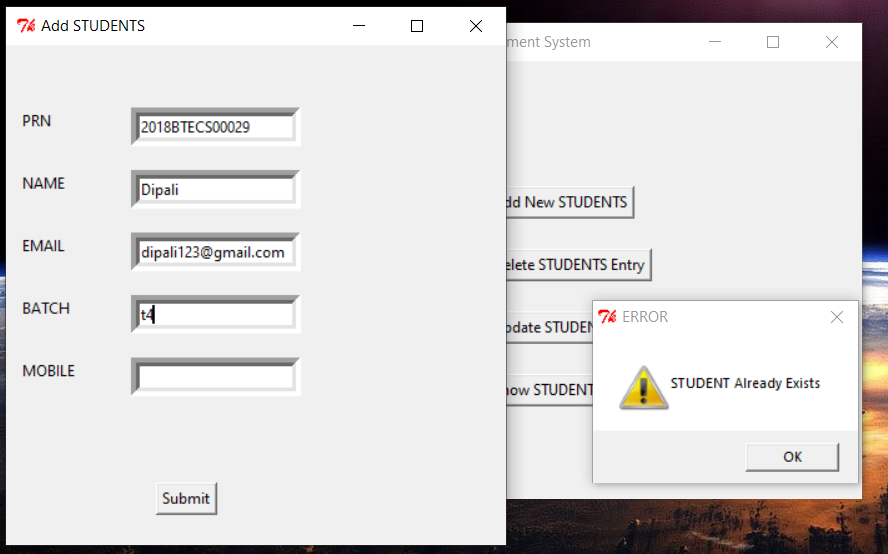 Add STUDENTS
PRN
2018BTECS00029
NAME
Dipali
EMAIL
dipali123@gmail.com
BATCH
t4
MOBILE
Submit
ment System
dd New STUDENTS
elete STUDENTS Entry
pdate STUDEN
how STUDENTS
ERROR
STUDENT Already Exists
OK